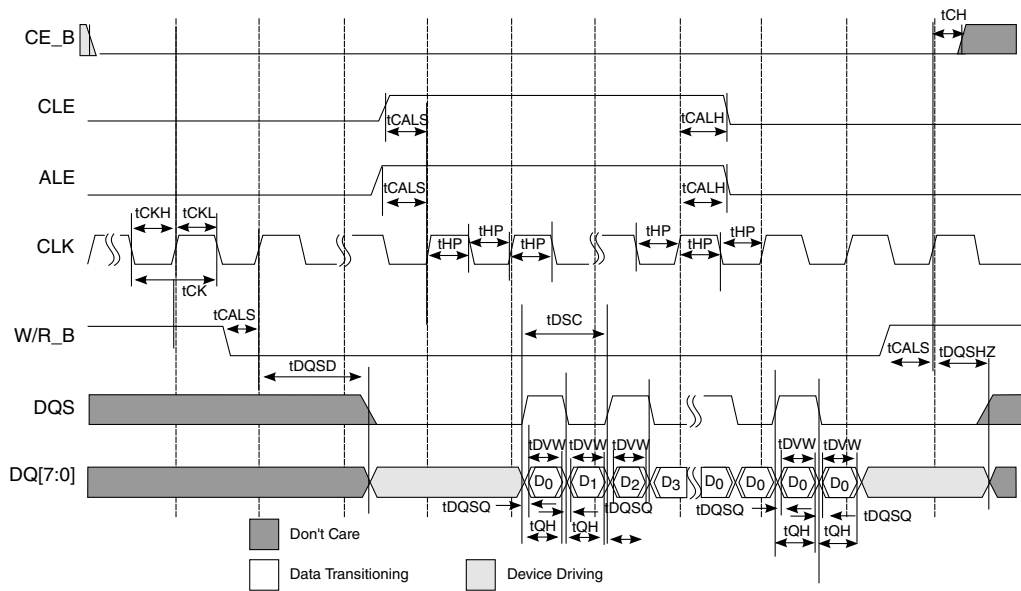 tCH
CE_B
CLE
tCALS
tCALH
ALE
tCALS
tCALH
tCKH
tCKL
CLK
tHP
tHP
tHP
tHP
tHP
tHP
tCK
tCALS
tDSC
W/R_B
tCALS
tDQSHZ
tDQSD
DQS
tDVW
tDVW
tDVW
tDVW
tDVW
DQ[7:0]
D0
D1
D2
D3
D0
D0
D0
D0
tDQSQ
tDQSQ
tDQSQ
tDQSQ
tQH
tQH
tQH
tQH
Don't Care
Data Transitioning
Device Driving